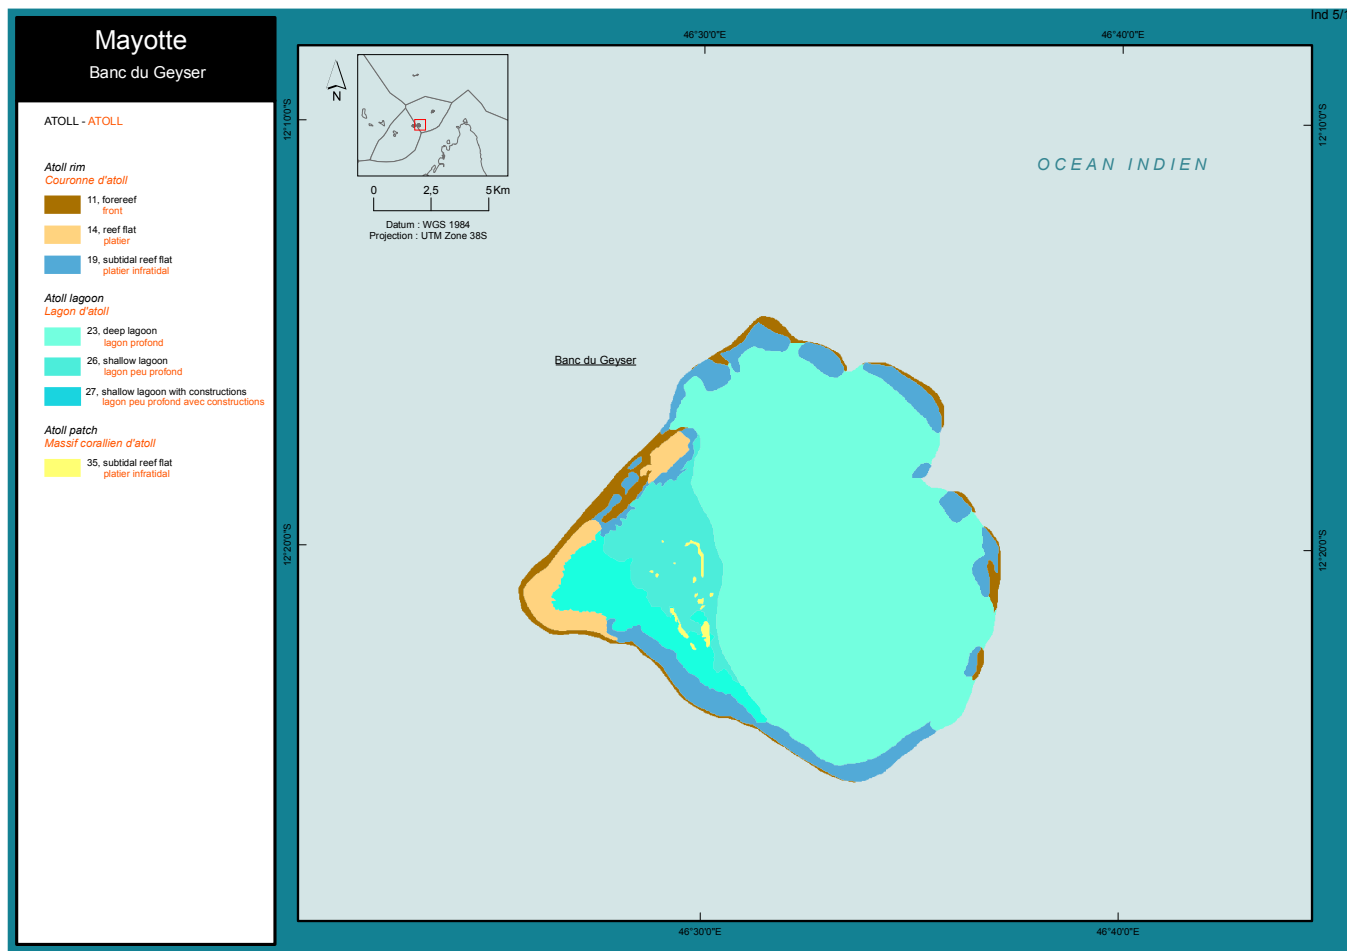 Mayotte
Banc du Geyser
ATOLL - ATOLL
Atoll rim
Couronne d'atoll
11, forereef
front
14, reef flat
platier
19, subtidal reef flat
platier infratidal
Atoll lagoon
Lagon d'atoll
23, deep lagoon
lagon profond
26, shallow lagoon
lagon peu profond
27, shallow lagoon with constructions
lagon peu profond avec constructions
Atoll patch
Massif corallien d'atoll
35, subtidal reef flat
platier infratidal
Ind 5/
46°30'0"E
46°40'0"E
12°10'0"S
12°10'0"S
N
0 2,5 5 Km
Datum : WGS 1984
Projection : UTM Zone 38S
OCEAN INDIEN
Banc du Geyser
12°20'0"S
12°20'0"S
46°30'0"E
46°40'0"E